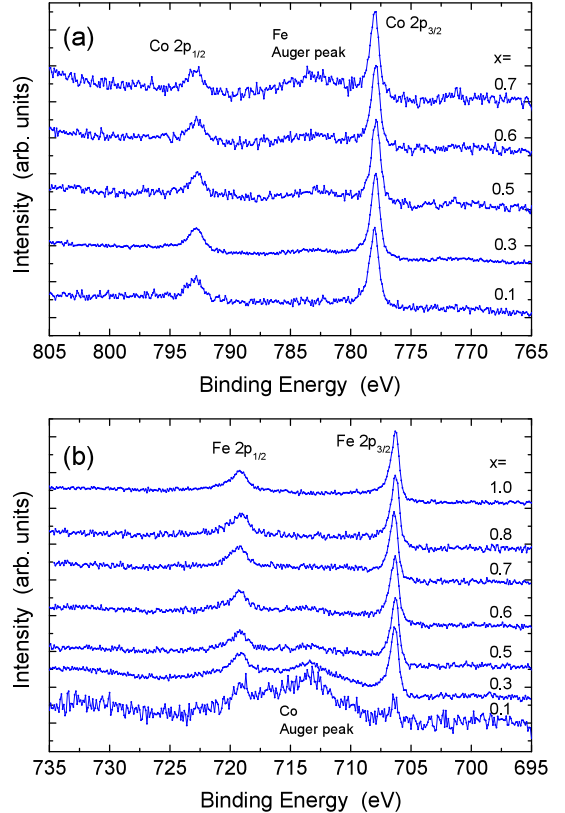 (a)
Co 2p1/2
Fe
Auger peak
Co 2p3/2
x=
0.7
0.6
0.5
0.3
0.1
Intensity (arb. units)
805 800 795 790 785 780 775 770 765
Binding Energy (eV)
(b)
Fe 2p1/2
Fe 2p3/2
x=
1.0
0.8
0.7
0.6
0.5
0.3
0.1
Co
Auger peak
Intensity (arb. units)
735 730 725 720 715 710 705 700 695
Binding Energy (eV)